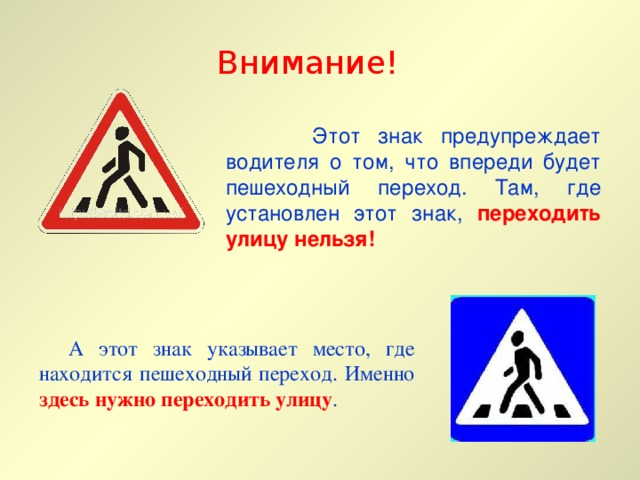 Внимание!
Этот знак предупреждает
водителя о том, что впереди будет
пешеходный переход. Там, где
установлен этот знак, переходить
улицу нельзя!
А этот знак указывает место, где
находится пешеходный переход. Именно
здесь нужно переходить улицу.